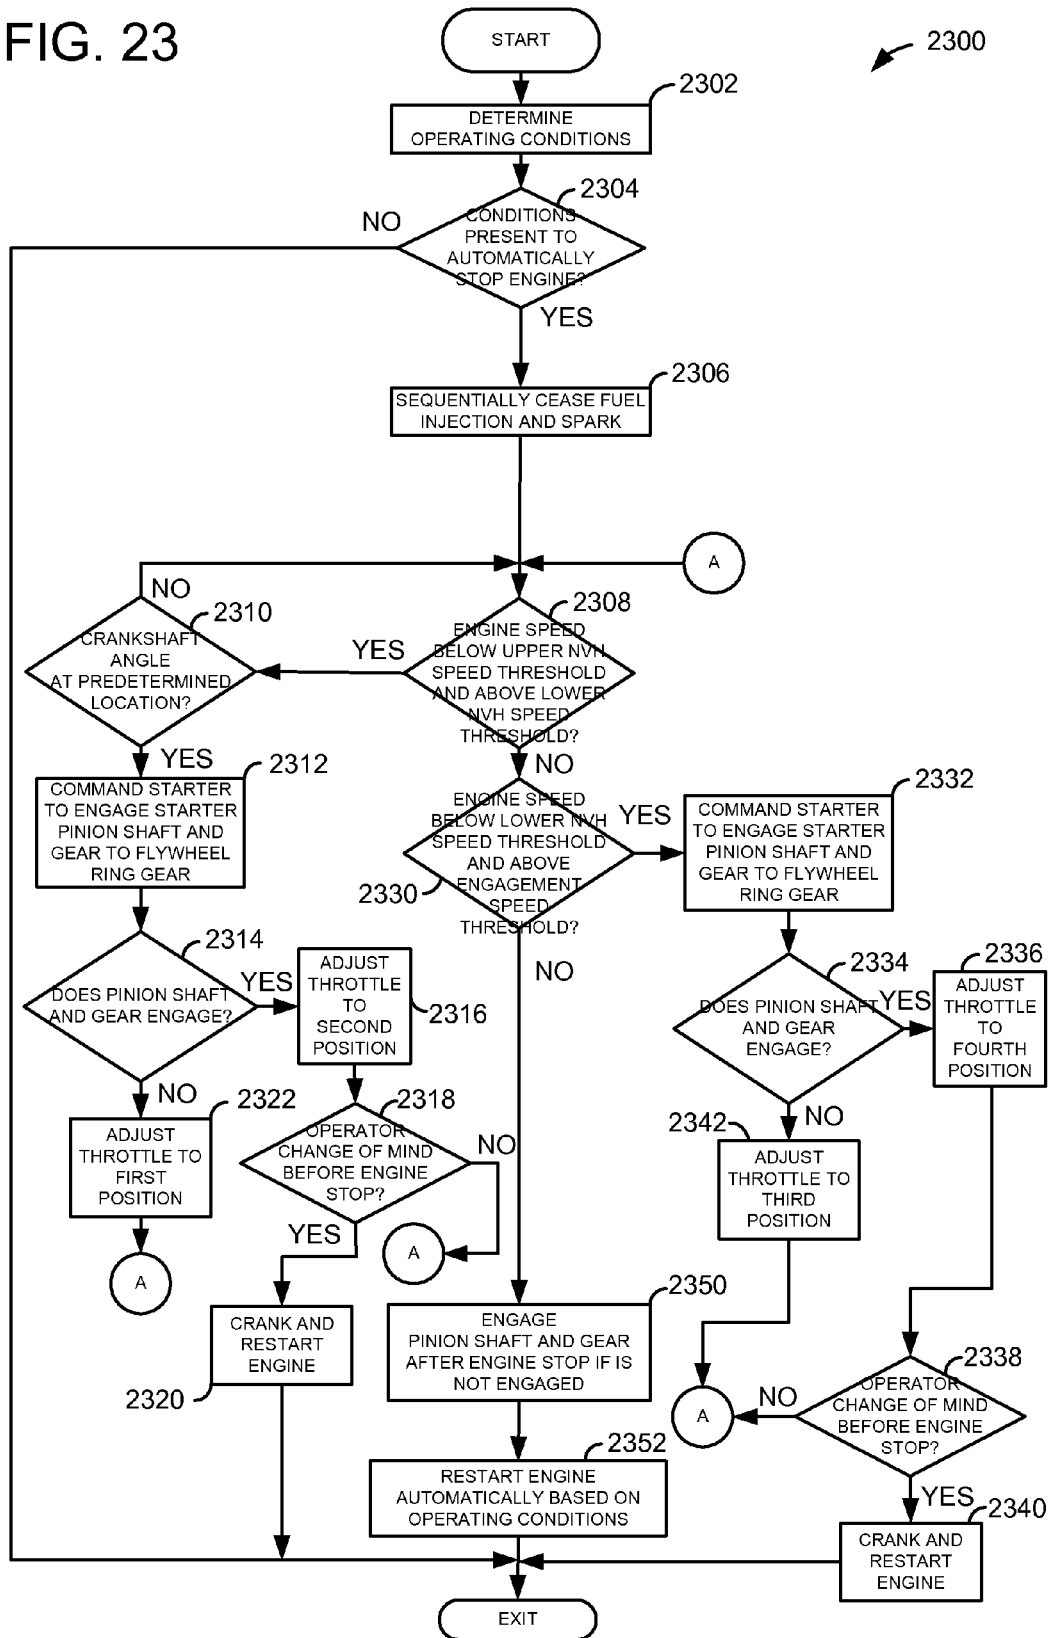 FIG. 23
START
2300
2302
DETERMINE
OPERATING CONDITIONS
2304
NO
CONDITIONS
PRESENT TO
AUTOMATICALLY
STOP ENGINE?
YES
2306
SEQUENTIALLY CEASE FUEL
INJECTION AND SPARK
A
NO
2310
CRANKSHAFT
ANGLE
AT PREDETERMINED
LOCATION?
YES
2308
ENGINE SPEED
BELOW UPPER NVH
SPEED THRESHOLD
AND ABOVE LOWER
NVH SPEED
THRESHOLD?
YES
NO
2312
COMMAND STARTER
TO ENGAGE STARTER
PINION SHAFT AND
GEAR TO FLYWHEEL
RING GEAR
ENGINE SPEED
BELOW LOWER NVH
SPEED THRESHOLD
AND ABOVE
ENGAGEMENT
SPEED
THRESHOLD?
2330
YES
NO
2332
COMMAND STARTER
TO ENGAGE STARTER
PINION SHAFT AND
GEAR TO FLYWHEEL
RING GEAR
2314
DOES PINION SHAFT
AND GEAR ENGAGE?
YES
NO
ADJUST
THROTTLE
TO
SECOND
POSITION
2316
2334
DOES PINION SHAFT
AND GEAR
ENGAGE?
YES
NO
2336
ADJUST
THROTTLE
TO
FOURTH
POSITION
2322
ADJUST
THROTTLE TO
FIRST
POSITION
A
2318
OPERATOR
CHANGE OF MIND
BEFORE ENGINE
STOP?
NO
YES
A
2342
ADJUST
THROTTLE TO
THIRD
POSITION
CRANK AND
RESTART
ENGINE
2320
2350
ENGAGE
PINION SHAFT AND GEAR
AFTER ENGINE STOP IF IS
NOT ENGAGED
2338
OPERATOR
CHANGE OF MIND
BEFORE ENGINE
STOP?
NO
A
YES
2352
RESTART ENGINE
AUTOMATICALLY BASED ON
OPERATING CONDITIONS
2340
CRANK AND
RESTART
ENGINE
EXIT